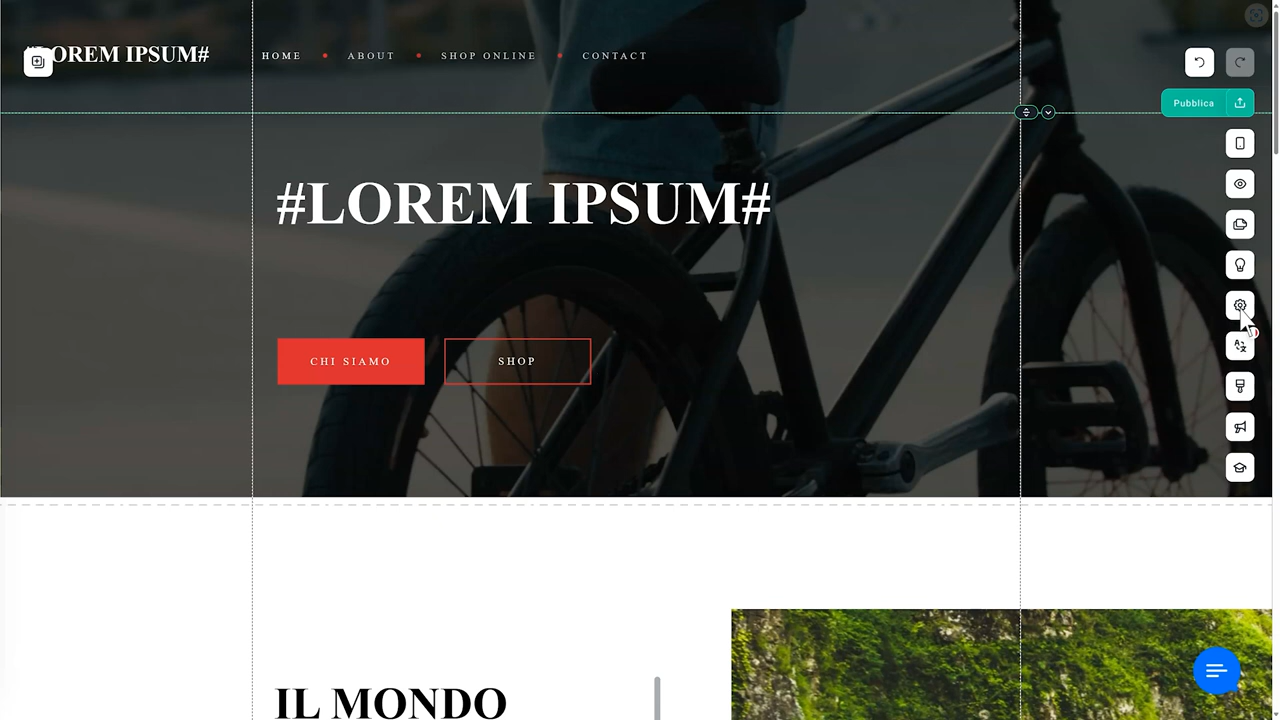 #LOREM IPSUM#
HOME
ABOUT
SHOP ONLINE
CONTACT
Pubblica
#LOREM IPSUM#
CHI SIAMO
SHOP
IL MONDO